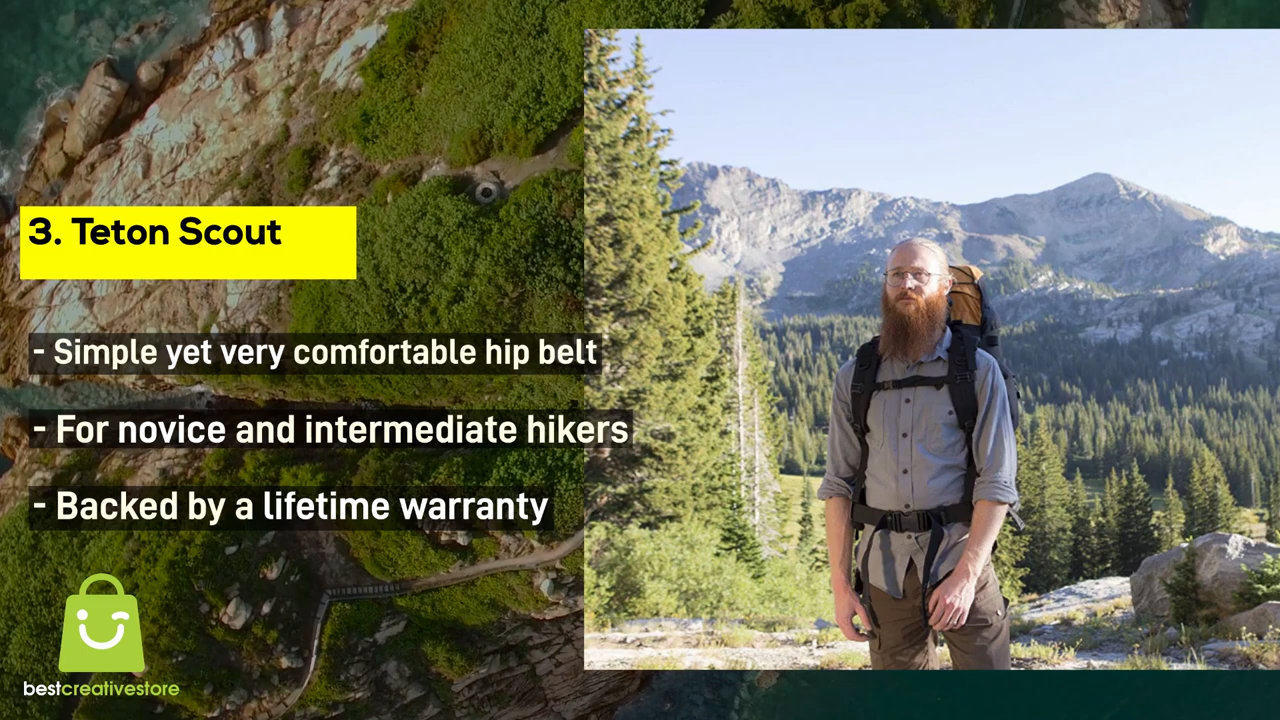 3. Teton Scout
- Simple yet very comfortable hip belt
- For novice and intermediate hikers
- Backed by a lifetime warranty
bestcreativestore